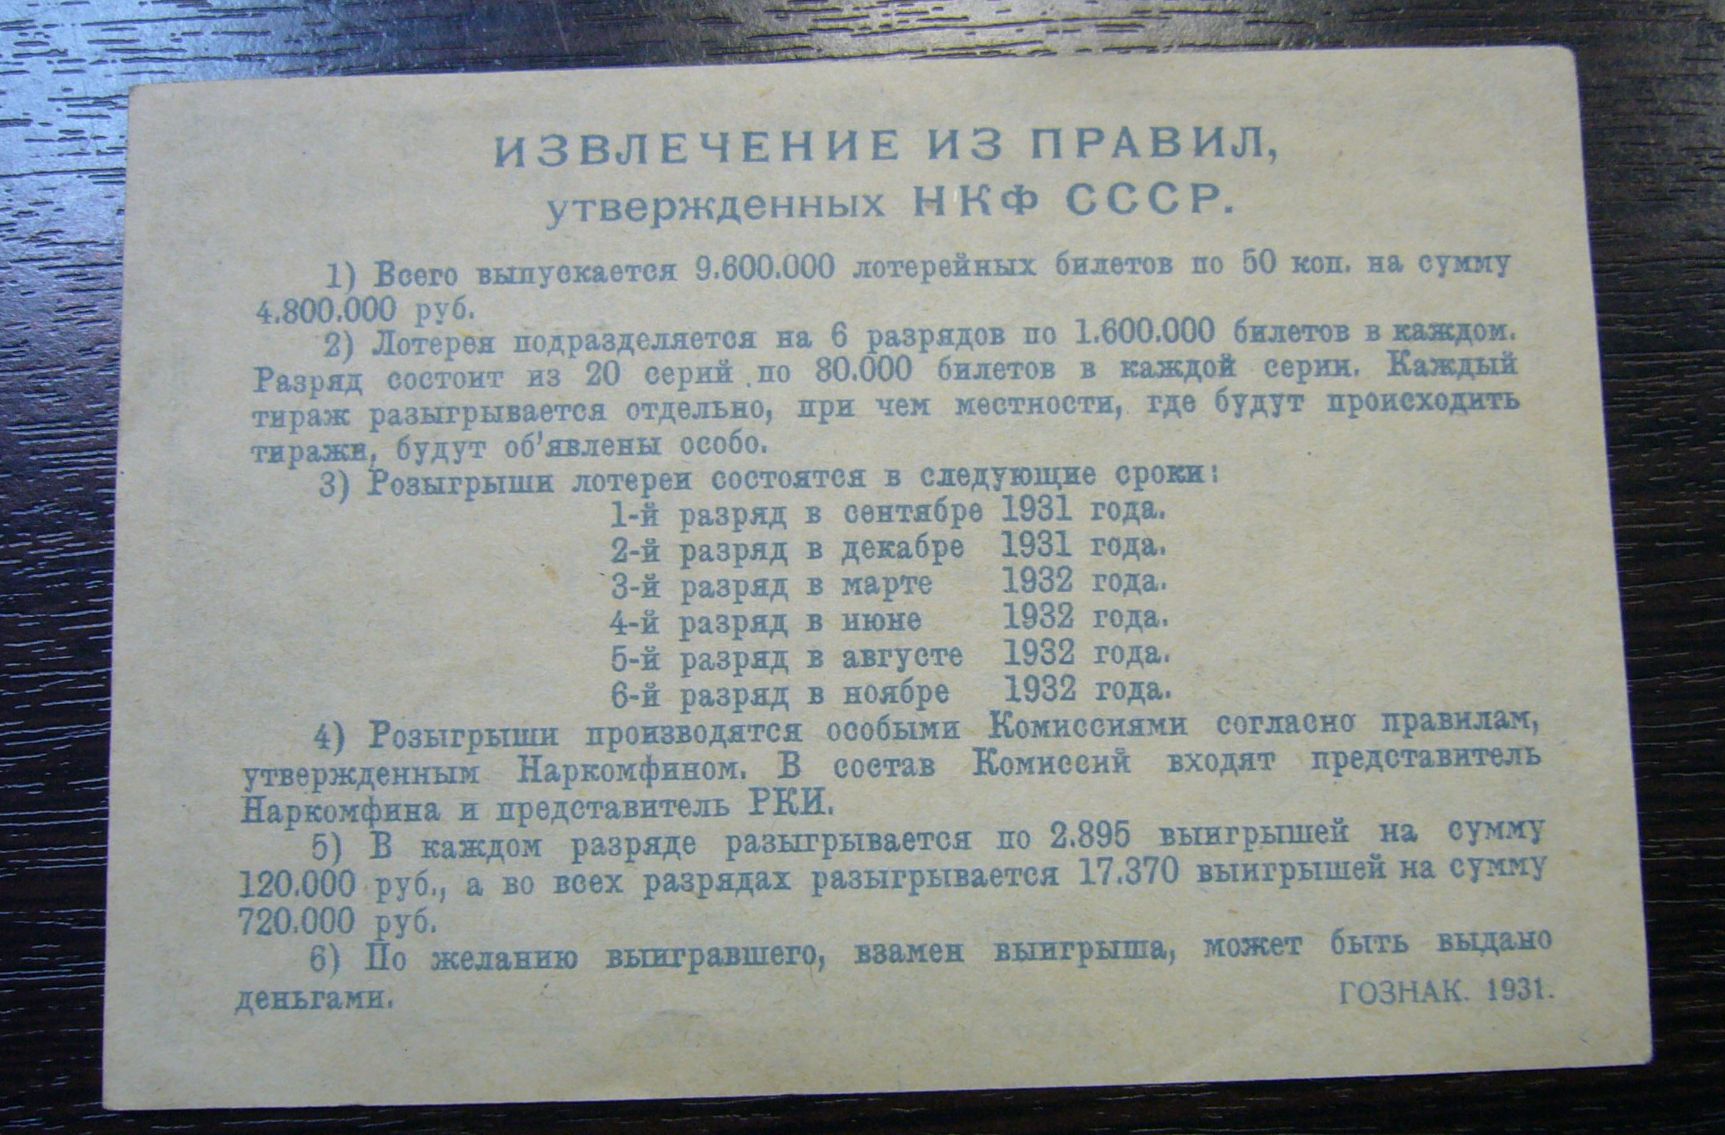 ИЗВЛЕЧЕНИЕ ИЗ ПРАВИЛ,
утвержденных НКФ СССР.
1) Всего выпускается 9.600.000 лотерейных билетов по 50 коп. на сумму
4.800.000 руб.
2) Лотерея подразделяется на 6 разрядов по 1.600.000 билетов в каждом.
Разряд состоит из 20 серий по 80.000 билетов в каждой серии. Каждый
тираж разыгрывается отдельно, при чем местности, где будут происходить
тиражи, будут об'явлены особо.
3) Розыгрыши лотереи состоятся в следующие сроки:
1-й разряд в сентябре 1931 года.
2-й разряд в декабре 1931 года.
3-й разряд в марте 1932 года.
4-й разряд в июне 1932 года.
5-й разряд в августе 1932 года.
6-й разряд в ноябре 1932 года.
4) Розыгрыши производятся особыми Комиссиями согласно правилам,
утвержденным Наркомфином. В состав Комиссий входят представитель
Наркомфина и представитель РКИ.
5) В каждом разряде разыгрывается по 2.895 выигрышей на сумму
120.000 руб., а во всех разрядах разыгрывается 17.370 выигрышей на сумму
720.000 руб.
6) По желанию выигравшего, взамен выигрыша, может быть выдано
деньгами.
ГОЗНАК. 1931.